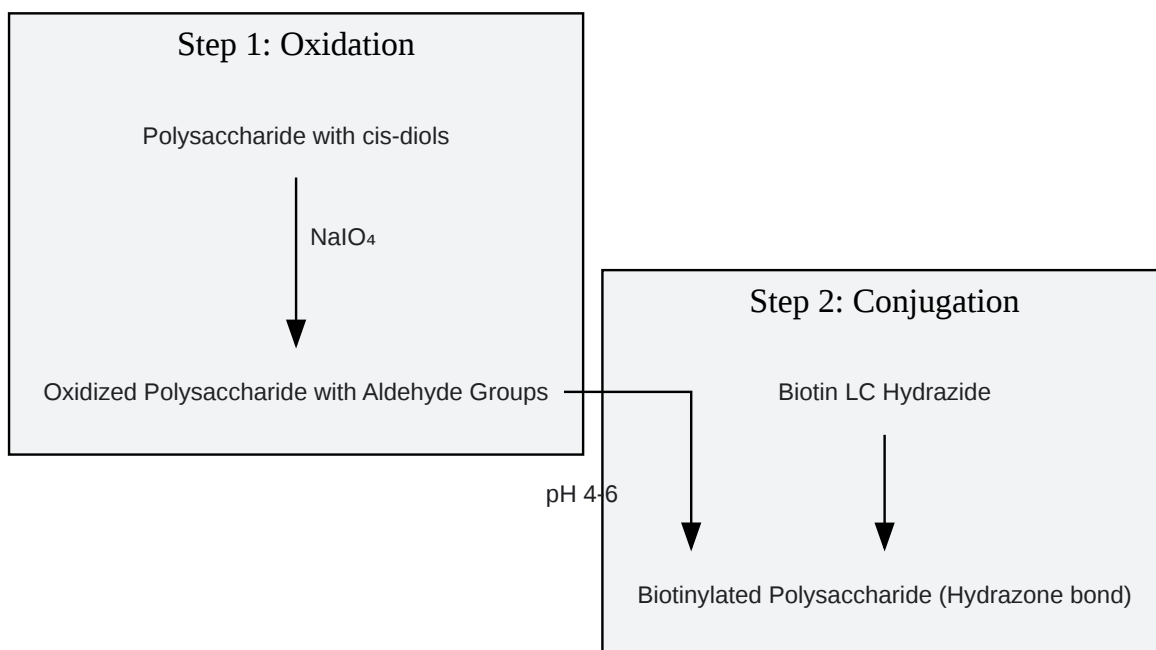 Step 1: Oxidation
Polysaccharide with cis-diols
NaIO₄
Oxidized Polysaccharide with Aldehyde Groups
Step 2: Conjugation
Biotin LC Hydrazide
pH 4-6
Biotinylated Polysaccharide (Hydrazone bond)